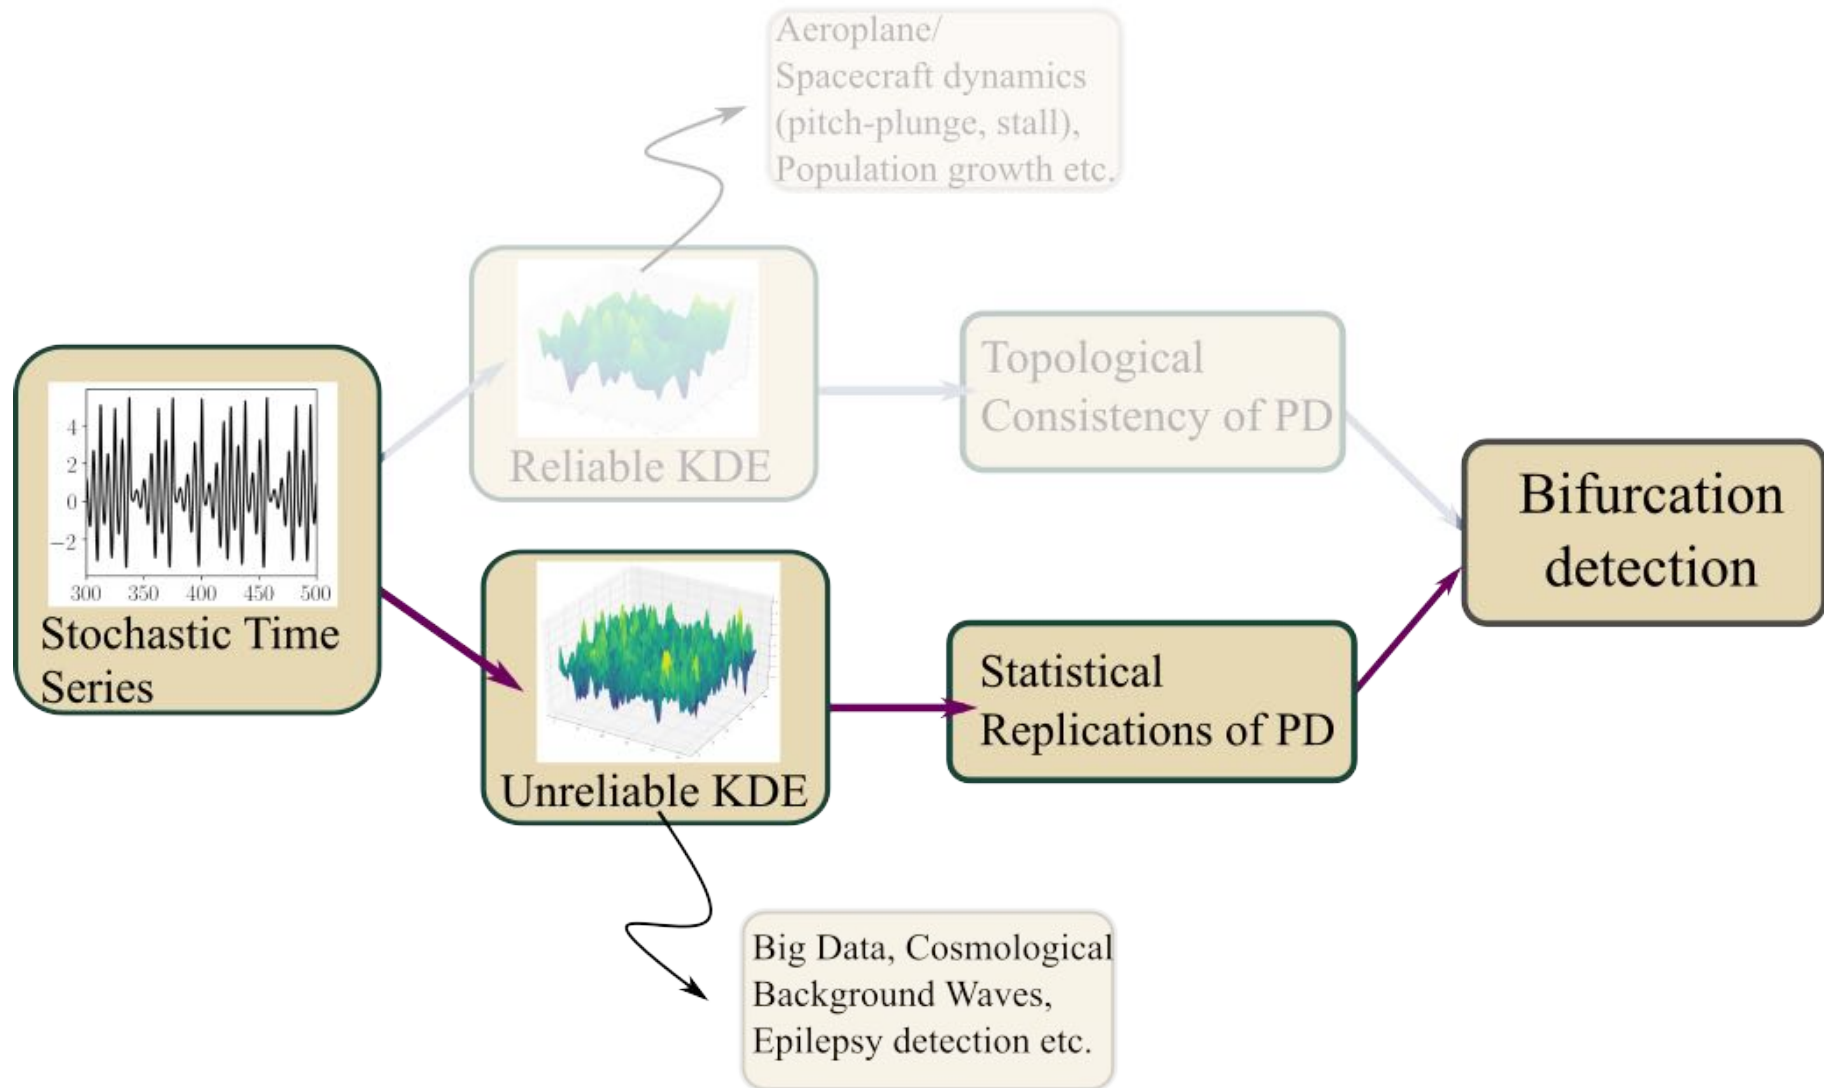 Aeroplane/
Spacecraft dynamics
(pitch-plunge, stall),
Population growth etc.
Reliable KDE
Topological
Consistency of PD
4
2
0
−2
300 350 400 450 500
Stochastic Time
Series
Bifurcation
detection
Unreliable KDE
Statistical
Replications of PD
Big Data, Cosmological
Background Waves,
Epilepsy detection etc.